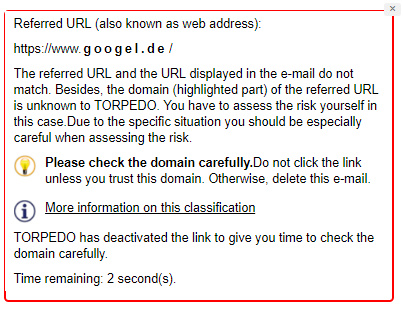 Referred URL (also known as web address):
https://www. g o o g e l . d e /
The referred URL and the URL displayed in the e-mail do not
match. Besides, the domain (highlighted part) of the referred URL
is unknown to TORPEDO. You have to assess the risk yourself in
this case.Due to the specific situation you should be especially
careful when assessing the risk.
Please check the domain carefully.Do not click the link
unless you trust this domain. Otherwise, delete this e-mail.
More information on this classification
TORPEDO has deactivated the link to give you time to check the
domain carefully.
Time remaining: 2 second(s).